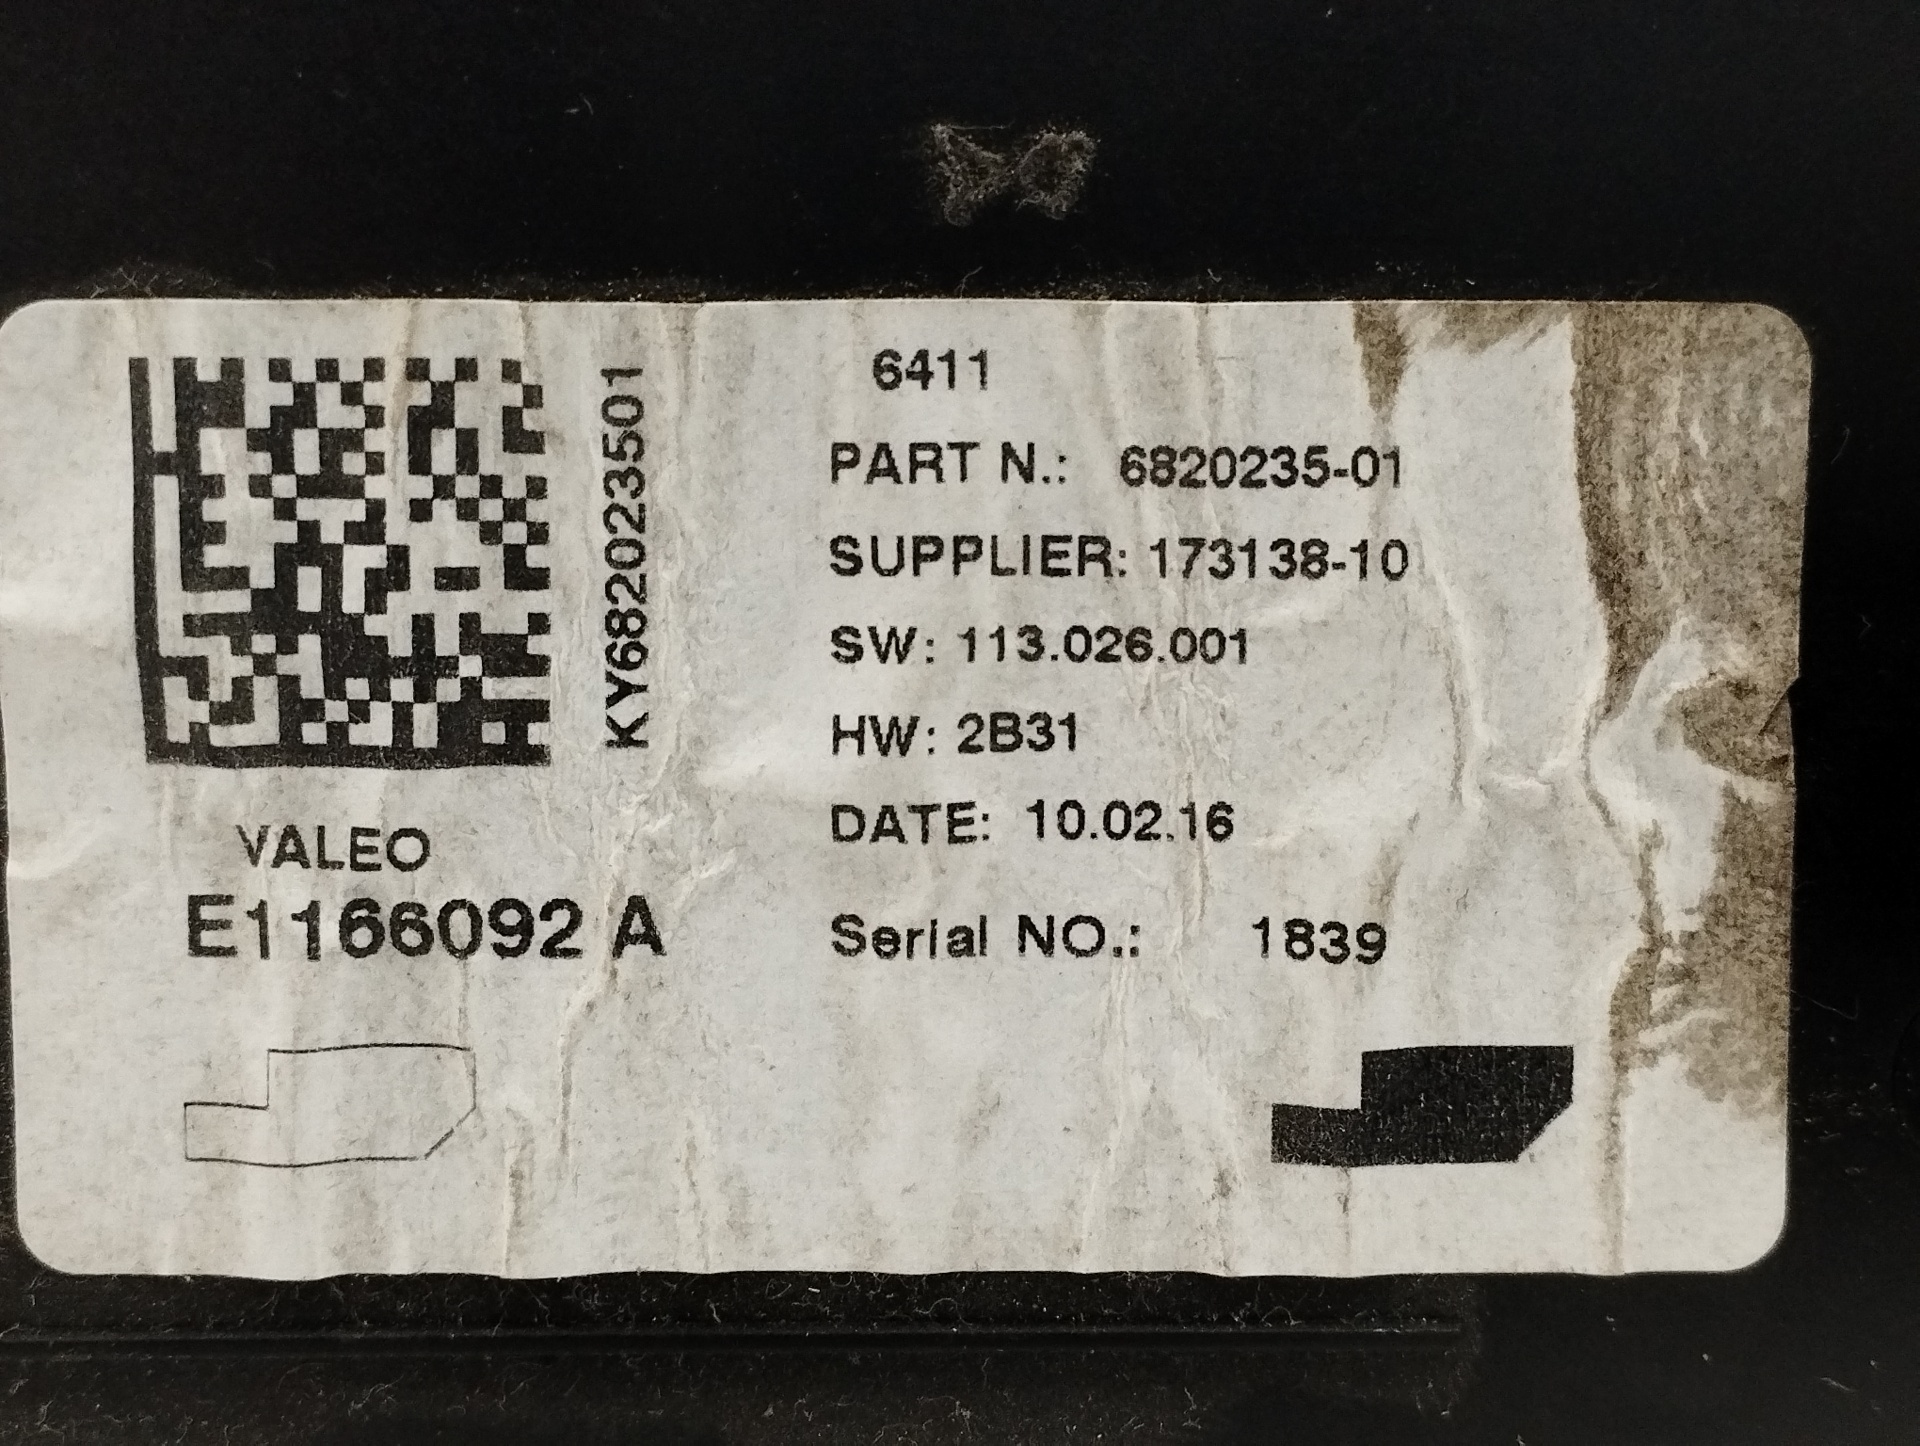 KY6820233501
VALEO
E1166092 A
6411
PART N.: 6820235-01
SUPPLIER: 173138-10
SW: 113.026.001
HW: 2B31
DATE: 10.02.16
Serial NO.: 1839